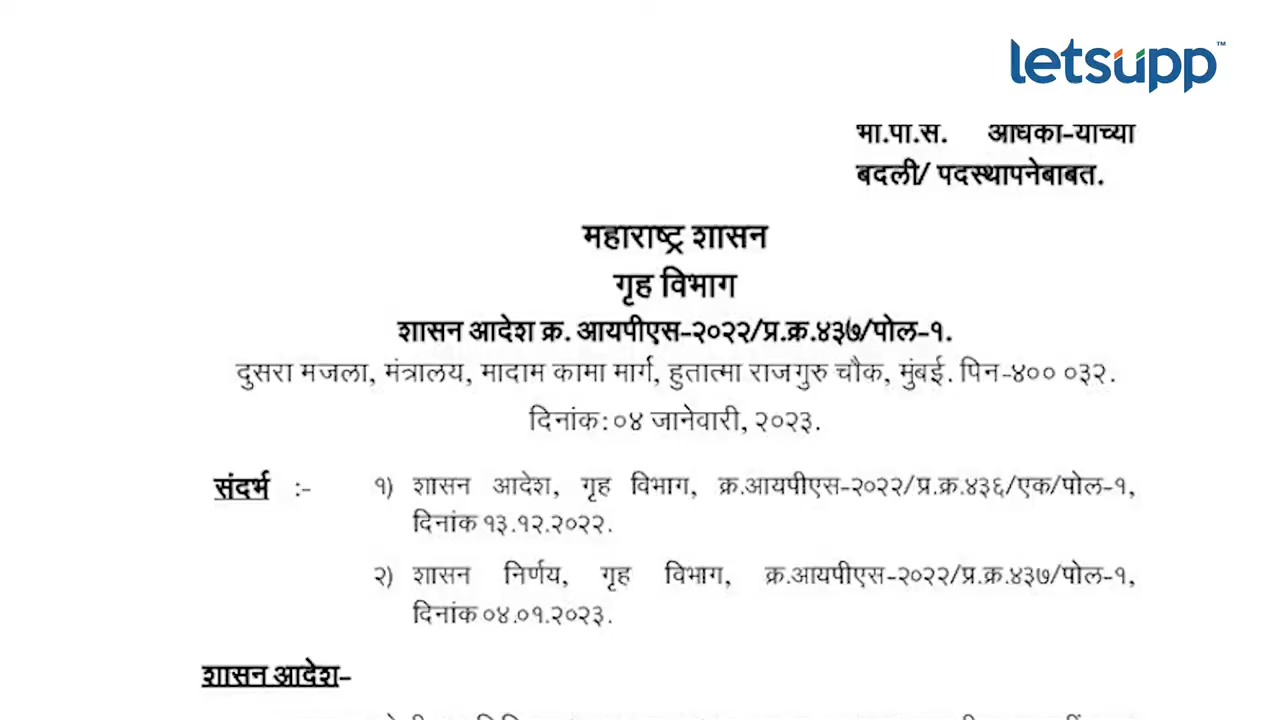 letsupp™
भा.पा.स. आधका-याच्या
बदली/ पदस्थापनेबाबत.
महाराष्ट्र शासन
गृह विभाग
शासन आदेश क्र. आयपीएस-२०२२/प्र.क्र.४३७/पोल-१.
दुसरा मजला, मंत्रालय, मादाम कामा मार्ग, हुतात्मा राजगुरु चौक, मुंबई. पिन-४०० ०३२.
दिनांक:०४ जानेवारी, २०२३.
संदर्भ :- १) शासन आदेश, गृह विभाग, क्र.आयपीएस-२०२२/प्र.क्र.४३६/एक/पोल-१,
दिनांक १३.१२.२०२२.
२) शासन निर्णय, गृह विभाग, क्र.आयपीएस-२०२२/प्र.क्र.४३७/पोल-१,
दिनांक ०४.०१.२०२३.
शासन आदेश-